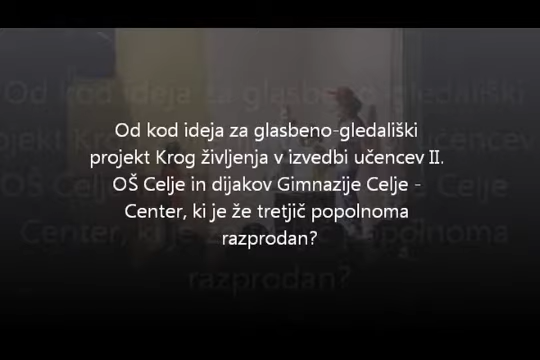 Od kod ideja za glasbeno-gledališki
projekt Krog življenja v izvedbi učencev II.
OŠ Celje in dijakov Gimnazije Celje -
Center, ki je že tretjič popolnoma
razprodan?